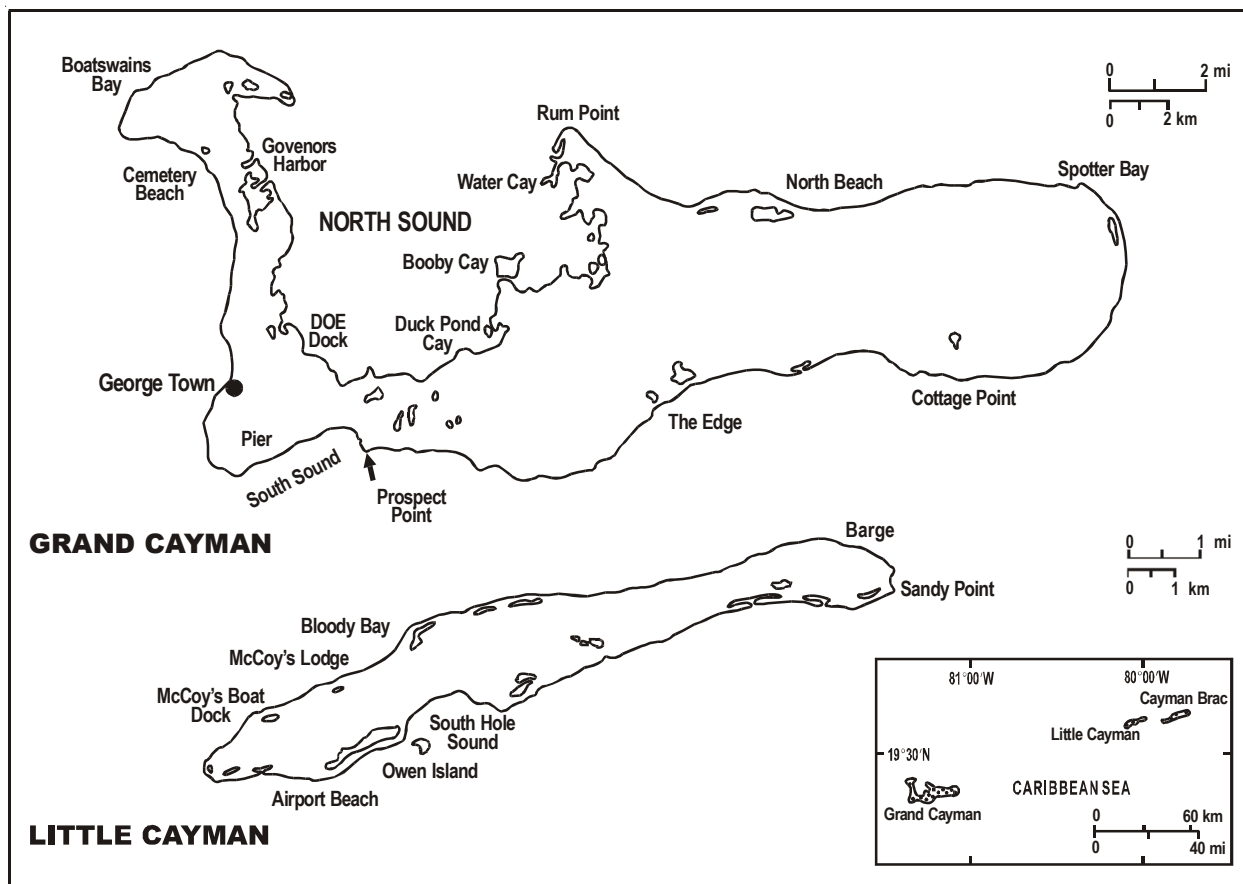 Boatswains
Bay
0 2 mi
0 2 km
Rum Point
Govenors
Harbor
Cemetery
Beach
Water Cay
North Beach
Spotter Bay
NORTH SOUND
Booby Cay
DOE
Dock
Duck Pond
Cay
George Town
Cottage Point
The Edge
Pier
South Sound
Prospect
Point
GRAND CAYMAN
Barge
0 1 mi
0 1 km
Sandy Point
Bloody Bay
McCoy's Lodge
McCoy's Boat
Dock
South Hole
Sound
Owen Island
Airport Beach
LITTLE CAYMAN
81°00'W 80°00'W
Cayman Brac
Little Cayman
19°30'N
CARIBBEAN SEA
Grand Cayman
0 60 km
0 40 mi